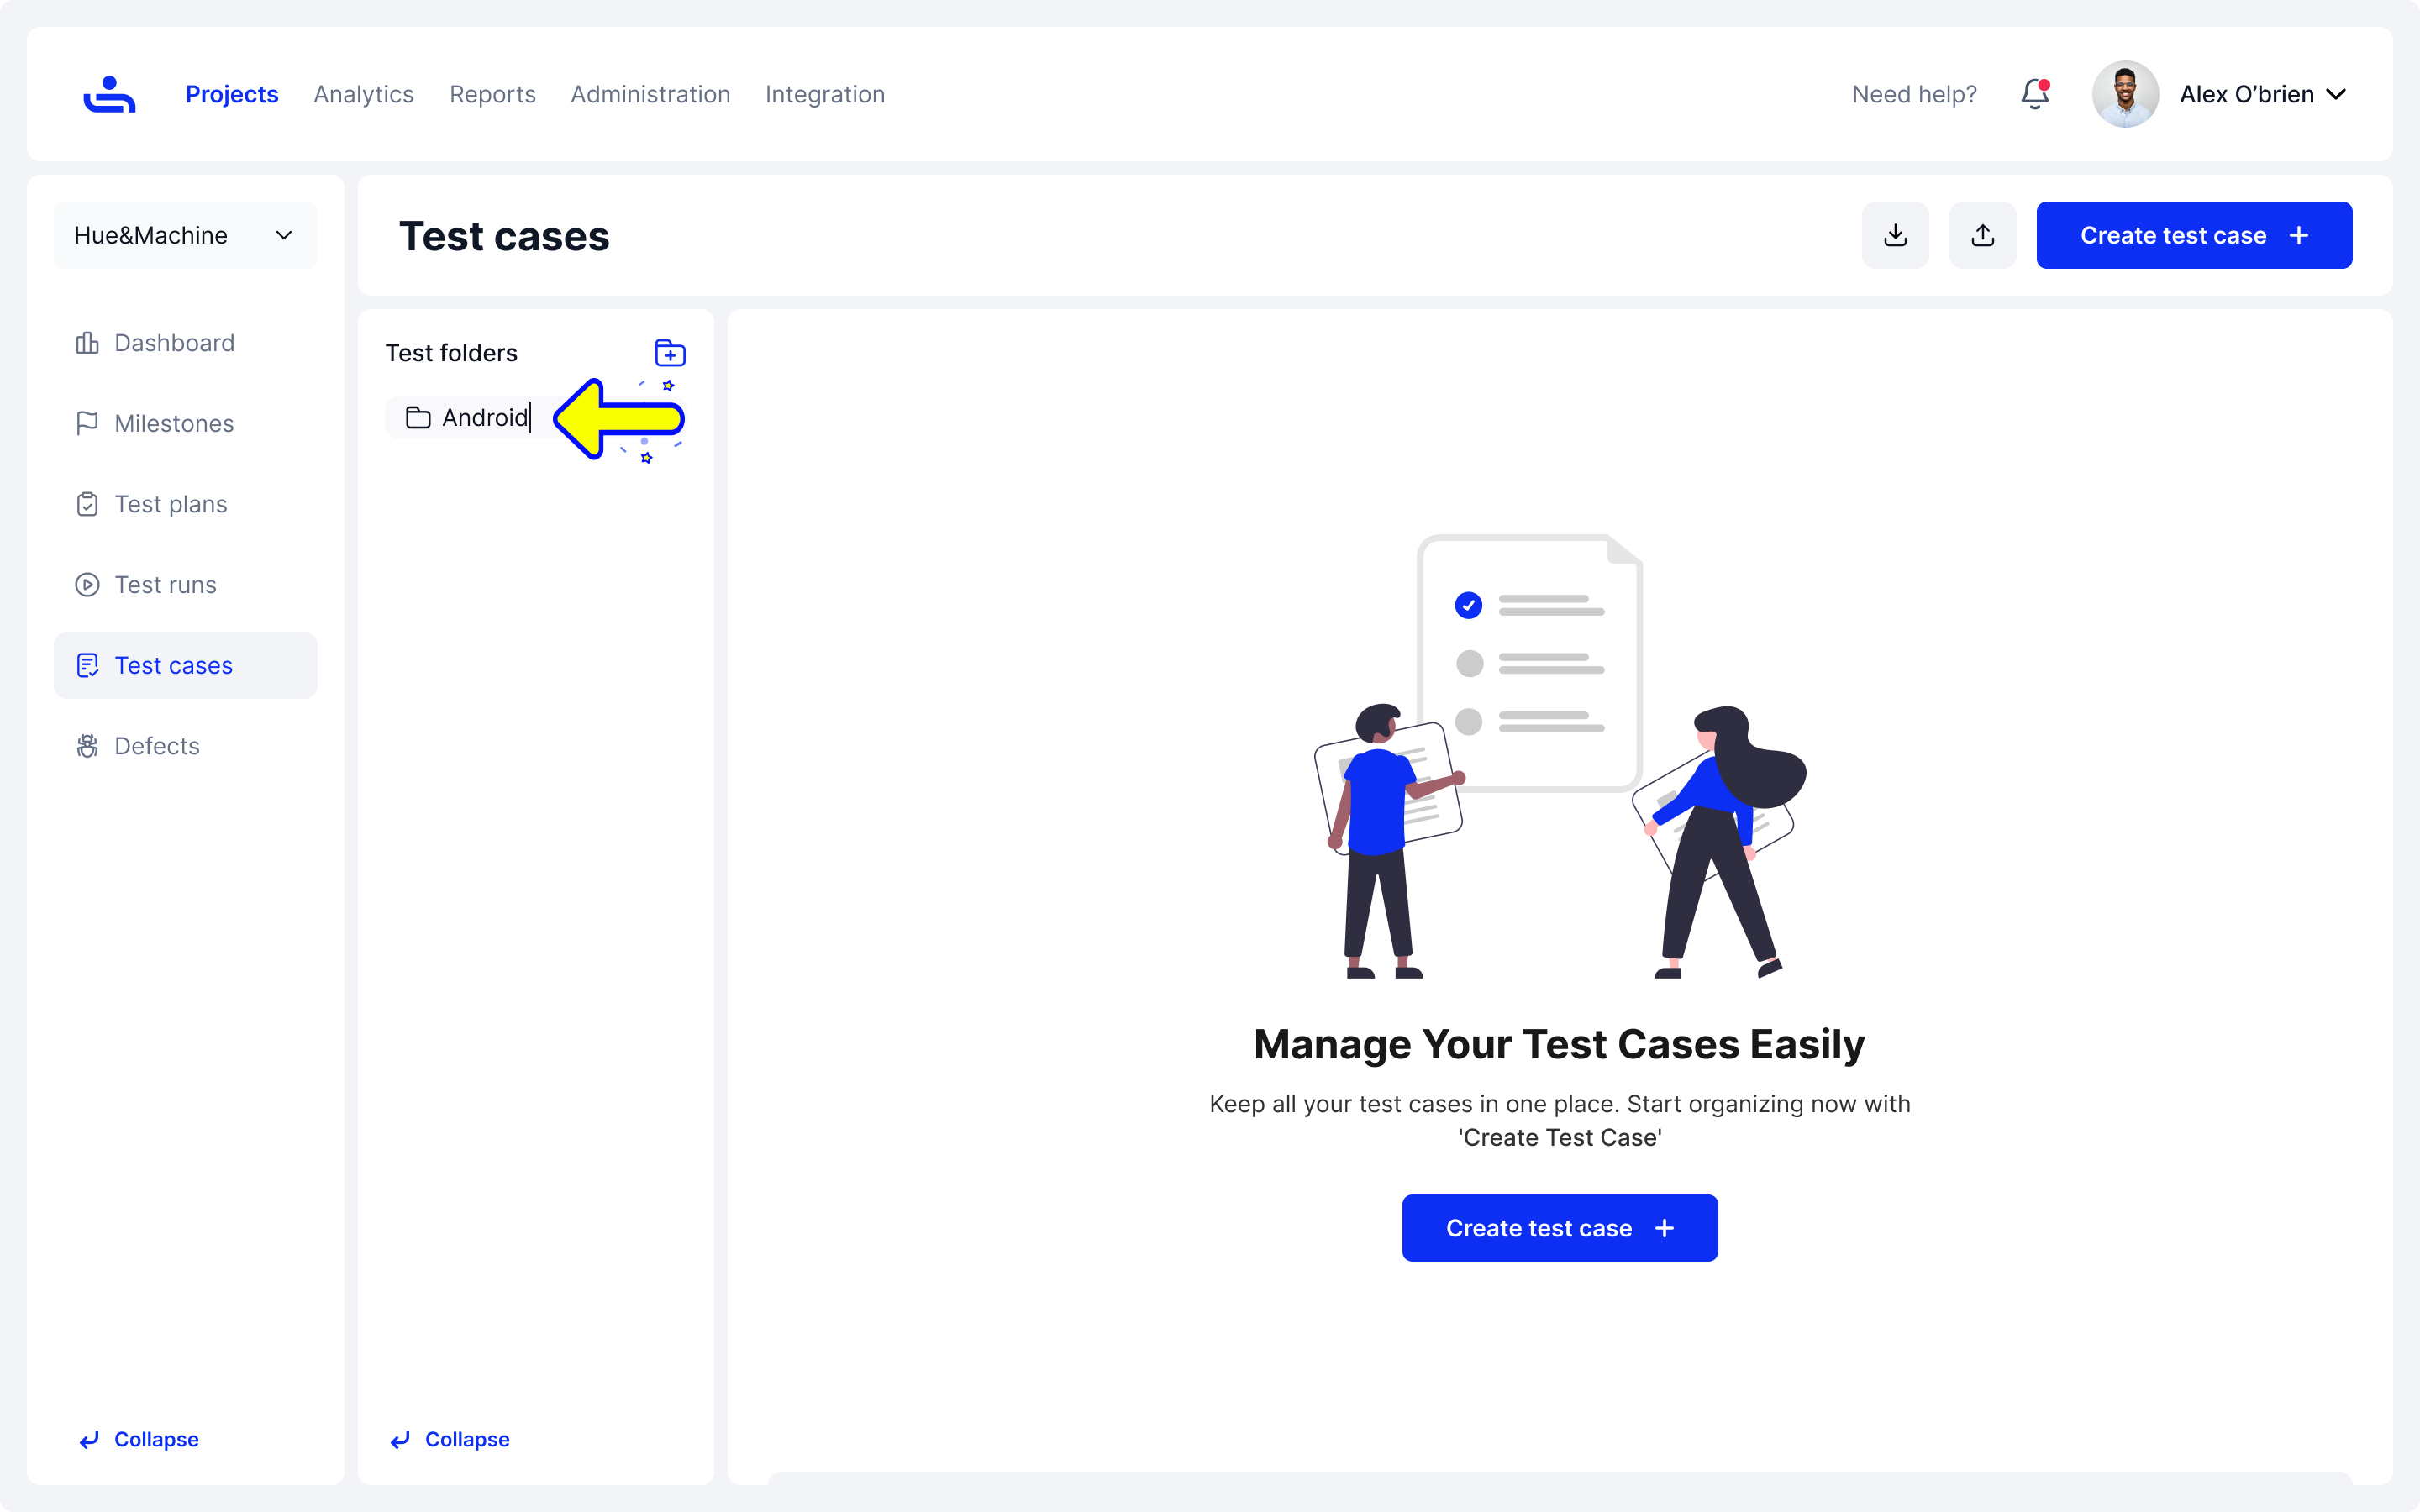 Projects
Analytics
Reports
Administration
Integration
Need help?
Alex O’brien
Hue&Machine
Dashboard
Milestones
Test plans
Test runs
Test cases
Defects
Collapse
Test cases
Create test case
Test folders
Android
Collapse
Manage Your Test Cases Easily
Keep all your test cases in one place. Start organizing now with
'Create Test Case'
Create test case